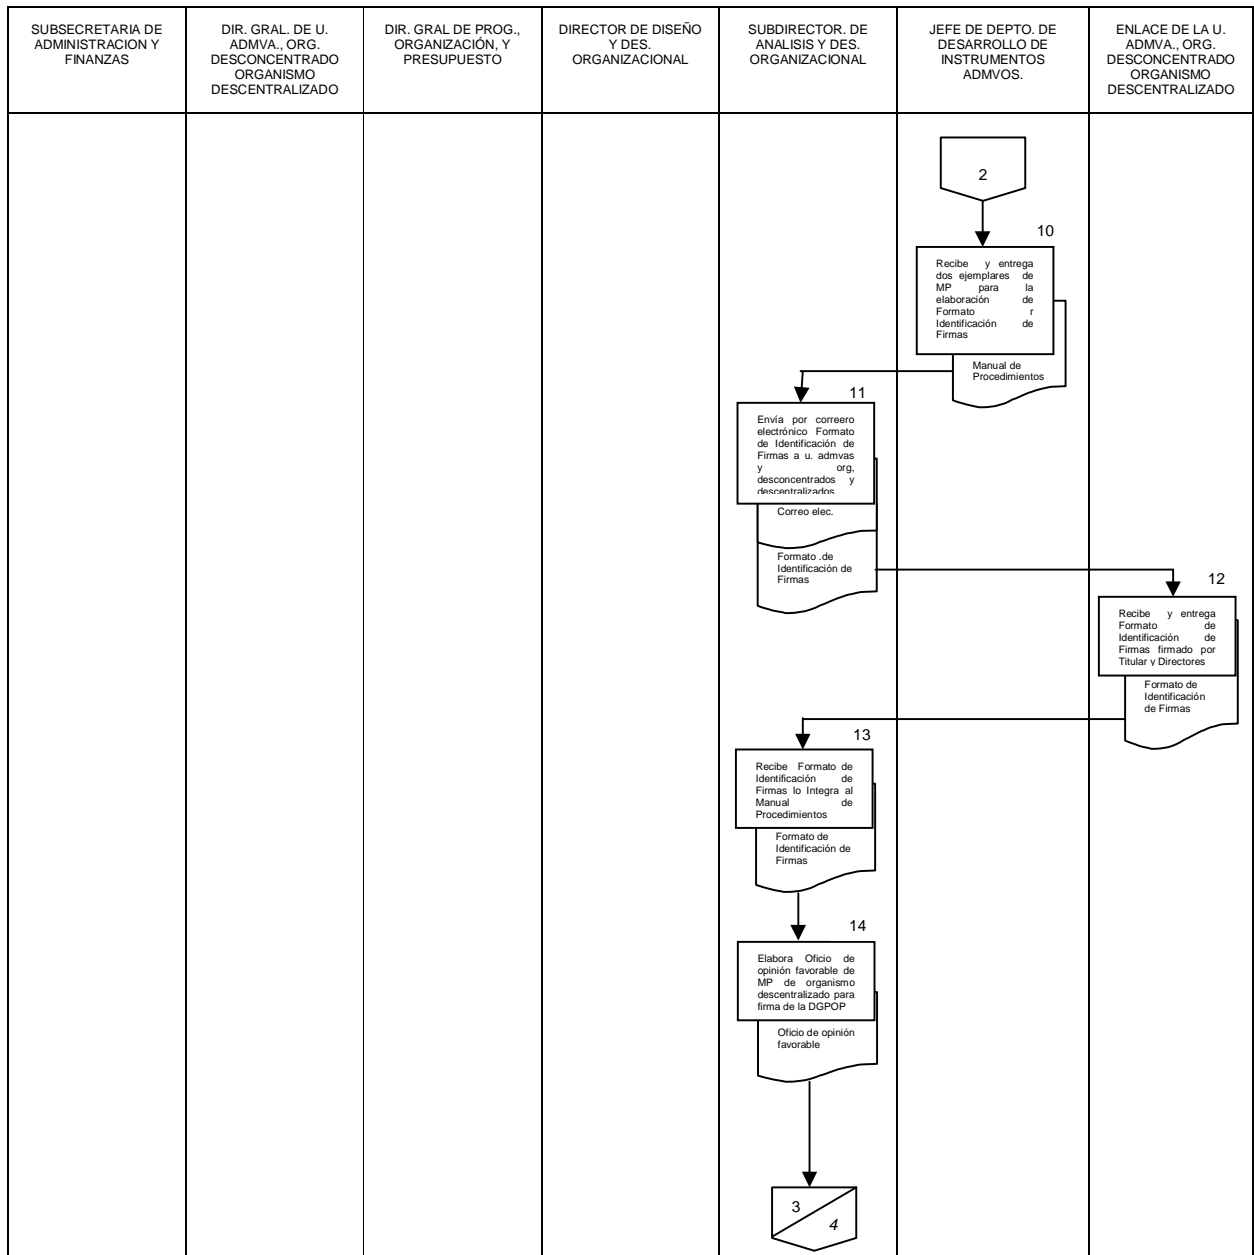 SUBSECRETARIA DE
ADMINISTRACION Y
FINANZAS
DIR. GRAL. DE U.
ADMVA., ORG.
DESCONCENTRADO
ORGANISMO
DESCENTRALIZADO
DIR. GRAL DE PROG.,
ORGANIZACIÓN, Y
PRESUPUESTO
DIRECTOR DE DISEÑO
Y DES.
ORGANIZACIONAL
SUBDIRECTOR. DE
ANALISIS Y DES.
ORGANIZACIONAL
JEFE DE DEPTO. DE
DESARROLLO DE
INSTRUMENTOS
ADMVOS.
ENLACE DE LA U.
ADMVA., ORG.
DESCONCENTRADO
ORGANISMO
DESCENTRALIZADO
2
10
Recibe y entrega
dos ejemplares de
MP para la
elaboración de
Formato r
Identificación de
Firmas
Manual de
Procedimientos
11
Envía por correero
electrónico Formato
de Identificación de
Firmas a u. admvas
y org,
desconcentrados y
descentralizados
Correo elec.
Formato .de
Identificación de
Firmas
12
Recibe y entrega
Formato de
Identificación de
Firmas firmado por
Titular y Directores
Formato de
Identificación
de Firmas
13
Recibe Formato de
Identificación de
Firmas lo Integra al
Manual de
Procedimientos
Formato de
Identificación de
Firmas
14
Elabora Oficio de
opinión favorable de
MP de organismo
descentralizado para
firma de la DGPOP
Oficio de opinión
favorable
3
4